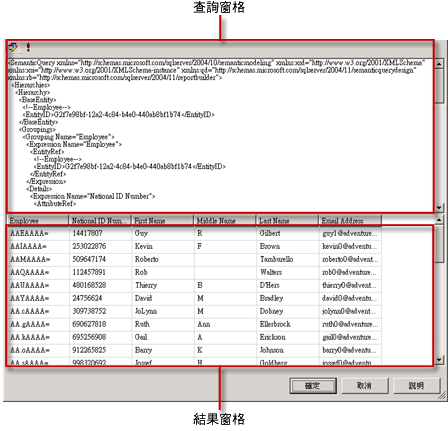 查詢窗格
<SemanticQuery xmlns="http://schemas.microsoft.com/sqlserver/2004/10/semanticmodeling" xmlns:xsd="http://www.w3.org/2001/XMLSchema"
xmlns:xsi="http://www.w3.org/2001/XMLSchema-instance" xmlns:qd="http://schemas.microsoft.com/sqlserver/2004/11/semanticquerydesign"
xmlns:rb="http://schemas.microsoft.com/sqlserver/2004/11/reportbuilder">
<Hierarchies>
<Hierarchy>
<BaseEntity>
<!--Employee-->
<EntityID>G2f7e98bf-12a2-4c84-b4e0-440ab8bf1b74</EntityID>
</BaseEntity>
<Groupings>
<Grouping Name="Employee">
<Expression Name="Employee">
<EntityRef>
<!--Employee-->
<EntityID>G2f7e98bf-12a2-4c84-b4e0-440ab8bf1b74</EntityID>
</EntityRef>
</Expression>
<Details>
<Expression Name="National ID Number">
<AttributeRef>
Employee National ID Num... First Name Middle Name Last Name Email Address
AAEAAAA= 14417807 Guy R Gilbert guy1@adventure...
AAIAAAA= 253022876 Kevin F Brown kevin0@adventu...
AAMAAAA= 509647174 Roberto Tamburello roberto0@advent...
AAQAAAA= 112457891 Rob Walters rob0@adventure...
AAUAAAA= 480168528 Thierry B D'Hers thierry0@advent...
AAYAAAA= 24756624 David M Bradley david0@adventu...
AAcAAAA= 309738752 JoLynn M Dobney jolynn0@advent...
AAgAAAA= 690627818 Ruth Ann Ellerbrock ruth0@adventure...
AAkAAAA= 695256908 Gail A Erickson gail0@adventure...
AAoAAAA= 912265825 Barry K Johnson barry0@adventu...
AAsAAAA= 998320692 Jossef H Goldberg jossef0@adventu...
確定 取消 說明
結果窗格